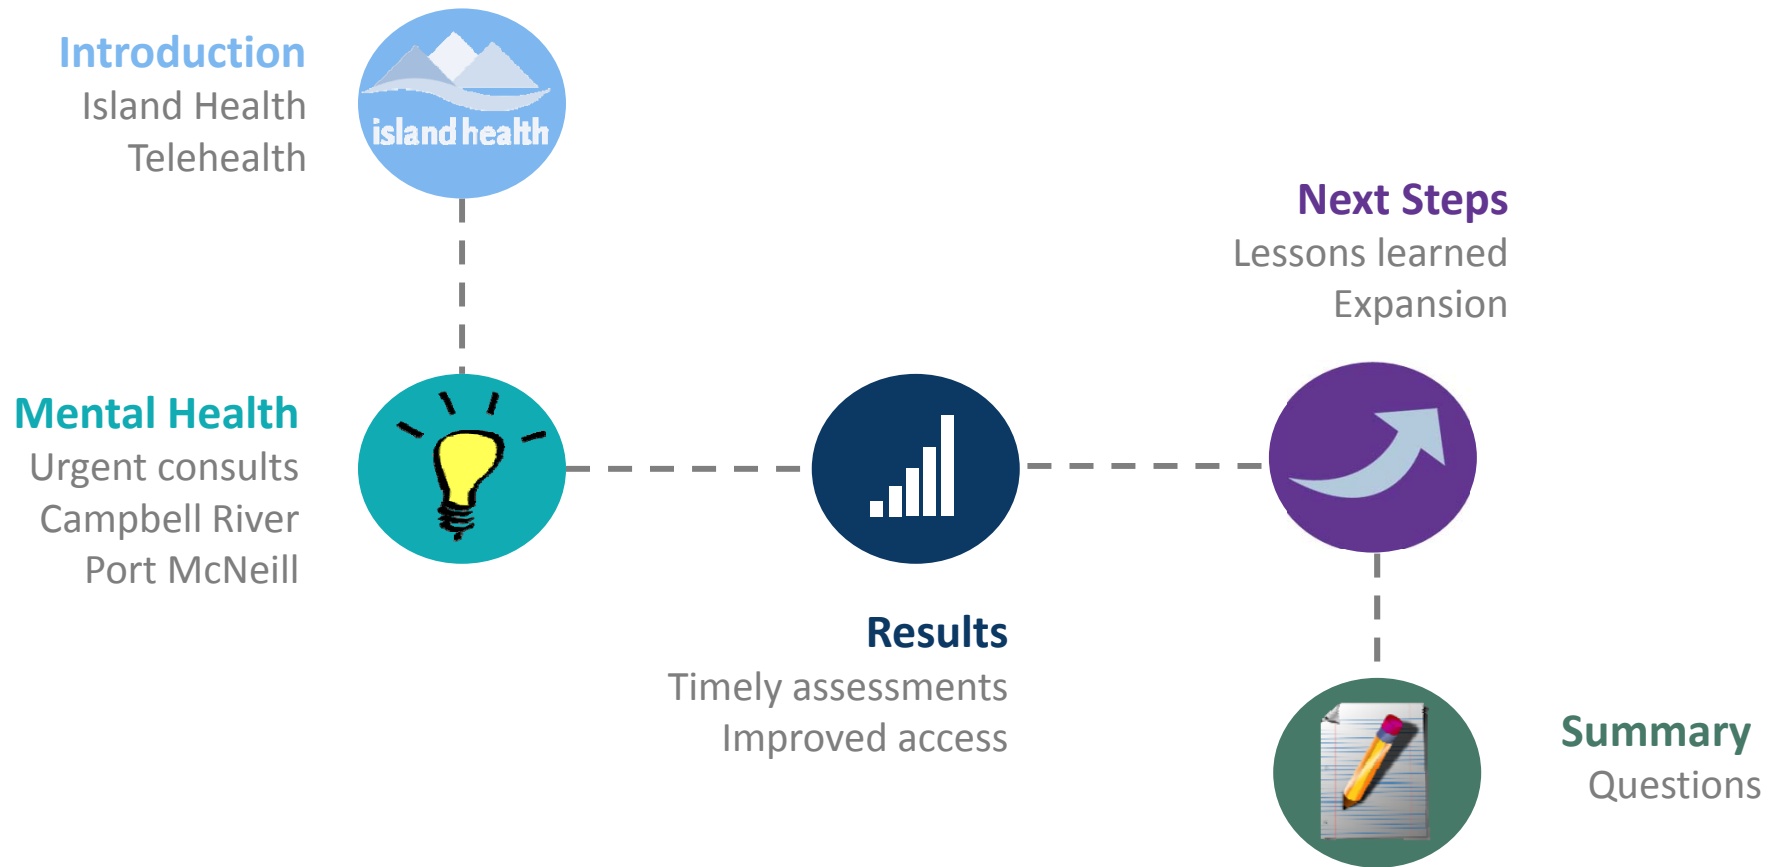 Introduction
Island Health
Telehealth
island health
Mental Health
Urgent consults
Campbell River
Port McNeill
Results
Timely assessments
Improved access
Next Steps
Lessons learned
Expansion
Summary
Questions